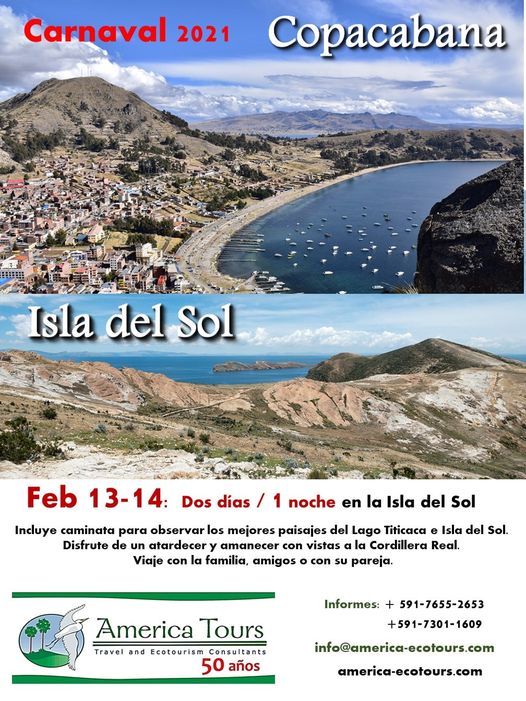 Carnaval 2021
Copacabana
Isla del Sol
Feb 13-14: Dos días / 1 noche en la Isla del Sol
Incluye caminata para observar los mejores paisajes del Lago Titicaca e Isla del Sol.
Disfrute de un atardecer y amanecer con vistas a la Cordillera Real.
Viaje con la familia, amigos o con su pareja.
America Tours
Travel and Ecotourism Consultants
50 años
Informes: + 591-7655-2653
+591-7301-1609
info@america-ecotours.com
america-ecotours.com